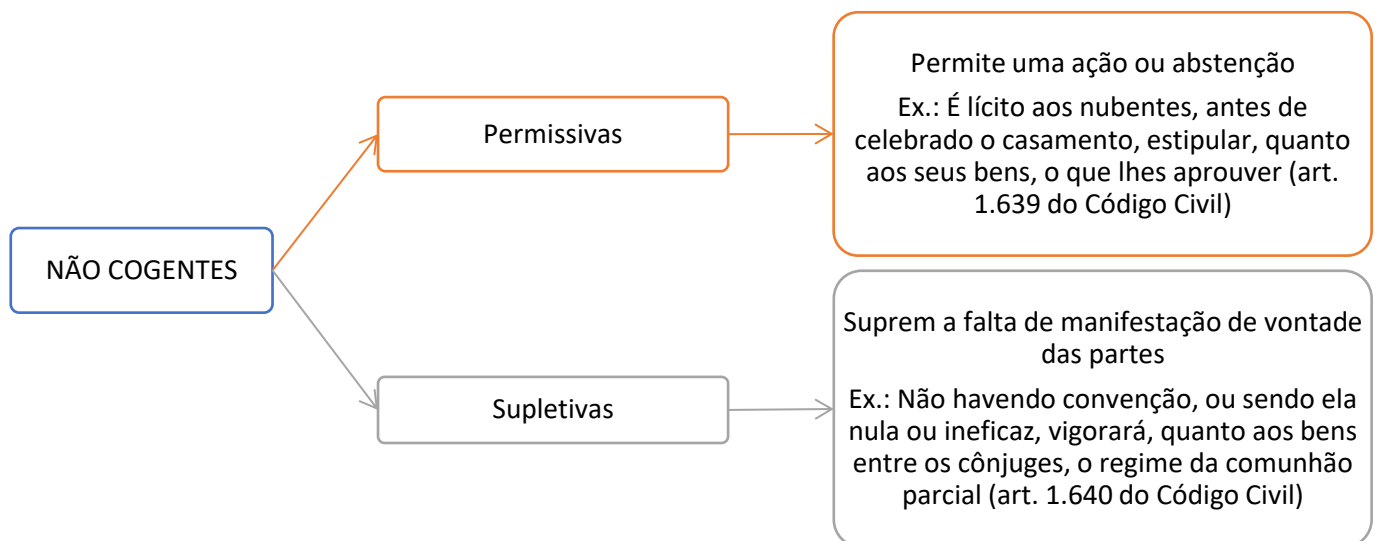 NÃO COGENTES
Permissivas
Permite uma ação ou abstenção
Ex.: É lícito aos nubentes, antes de
celebrado o casamento, estipular, quanto
aos seus bens, o que lhes aprouver (art.
1.639 do Código Civil)
Supletivas
Suprem a falta de manifestação de vontade
das partes
Ex.: Não havendo convenção, ou sendo ela
nula ou ineficaz, vigorará, quanto aos bens
entre os cônjuges, o regime da comunhão
parcial (art. 1.640 do Código Civil)